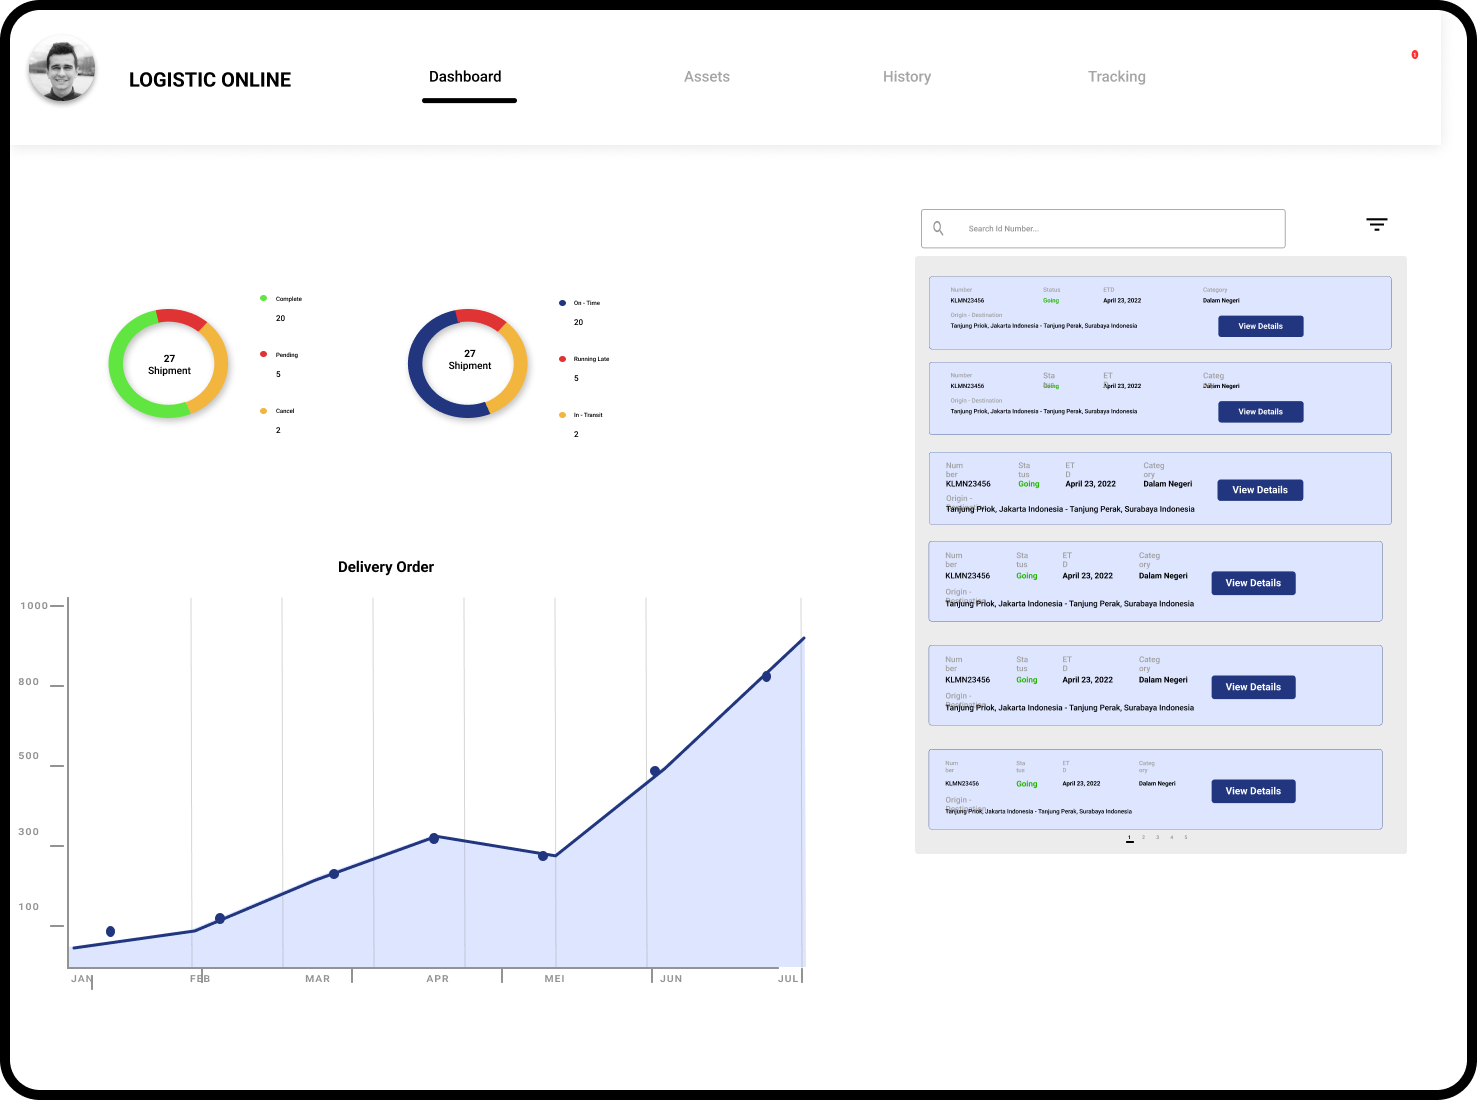 LOGISTIC ONLINE
Dashboard
Assets
History
Tracking
Search Id Number...
27
Shipment
Complete
20
Pending
5
Cancel
2
27
Shipment
On - Time
20
Running Late
5
In - Transit
2
Number Status ETD Category
KLMN23456 Going April 23, 2022 Dalam Negeri
Origin - Destination
Tanjung Priok, Jakarta Indonesia - Tanjung Perak, Surabaya Indonesia
View Details
Number Sta ET Categ
KLMN23456 Going April 23, 2022 Dalam Negeri
Origin - Destination
Tanjung Priok, Jakarta Indonesia - Tanjung Perak, Surabaya Indonesia
View Details
Num Sta ET Categ
ber tus D ory
KLMN23456 Going April 23, 2022 Dalam Negeri
View Details
Origin -
Tanjung Priok, Jakarta Indonesia - Tanjung Perak, Surabaya Indonesia
Num Sta ET Categ
ber tus D ory
KLMN23456 Going April 23, 2022 Dalam Negeri
View Details
Origin -
Destination
Tanjung Priok, Jakarta Indonesia - Tanjung Perak, Surabaya Indonesia
Num Sta ET Categ
ber tus D ory
KLMN23456 Going April 23, 2022 Dalam Negeri
View Details
Origin -
Destination
Tanjung Priok, Jakarta Indonesia - Tanjung Perak, Surabaya Indonesia
Num Sta ET Categ
ber tus D ory
KLMN23456 Going April 23, 2022 Dalam Negeri
View Details
Origin -
Destination
Tanjung Priok, Jakarta Indonesia - Tanjung Perak, Surabaya Indonesia
1 2 3 4 5
Delivery Order
1000
800
500
300
100
JAN FEB MAR APR MEI JUN JUL